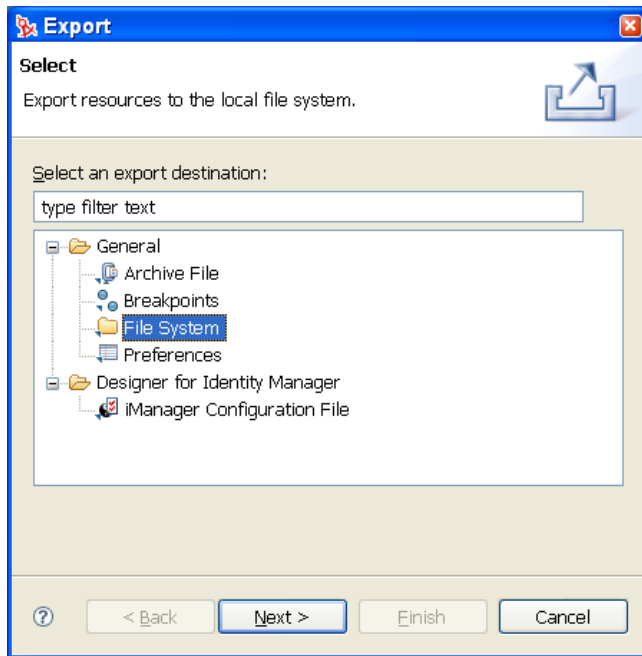 Export
Select
Export resources to the local file system.
Select an export destination:
type filter text
General
Archive File
Breakpoints
File System
Preferences
Designer for Identity Manager
iManager Configuration File
? < Back Next > Finish Cancel